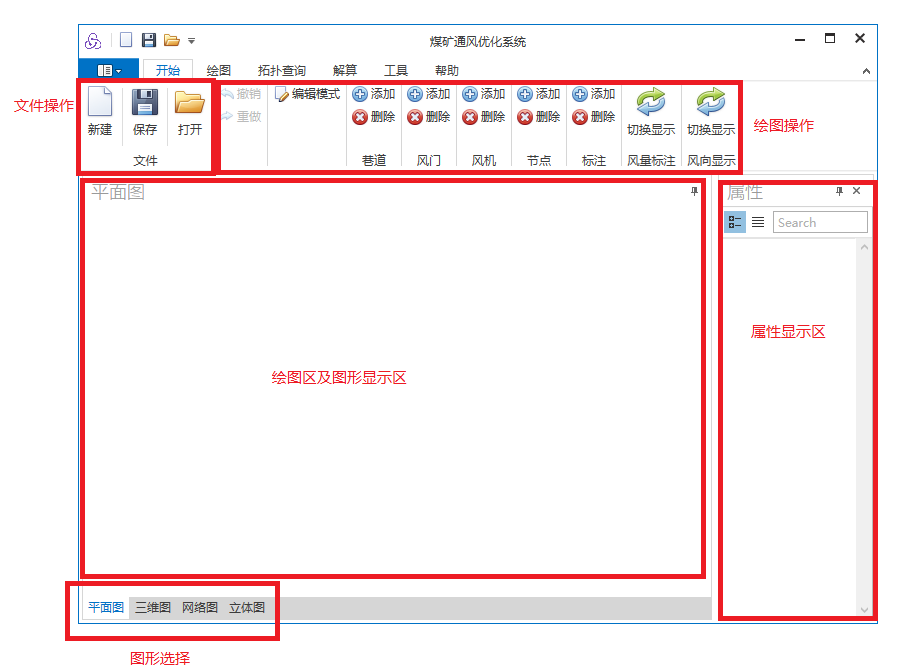 煤矿通风优化系统
开始 绘图 拓扑查询 解算 工具 帮助
文件操作
新建 保存 打开
文件
撤销
重做
编辑模式
添加 添加 添加 添加 添加
删除 删除 删除 删除 删除
巷道 风门 风机 节点 标注
切换显示 切换显示
风量标注 风向显示
绘图操作
平面图
属性
Search
属性显示区
绘图区及图形显示区
平面图 三维图 网络图 立体图
图形选择